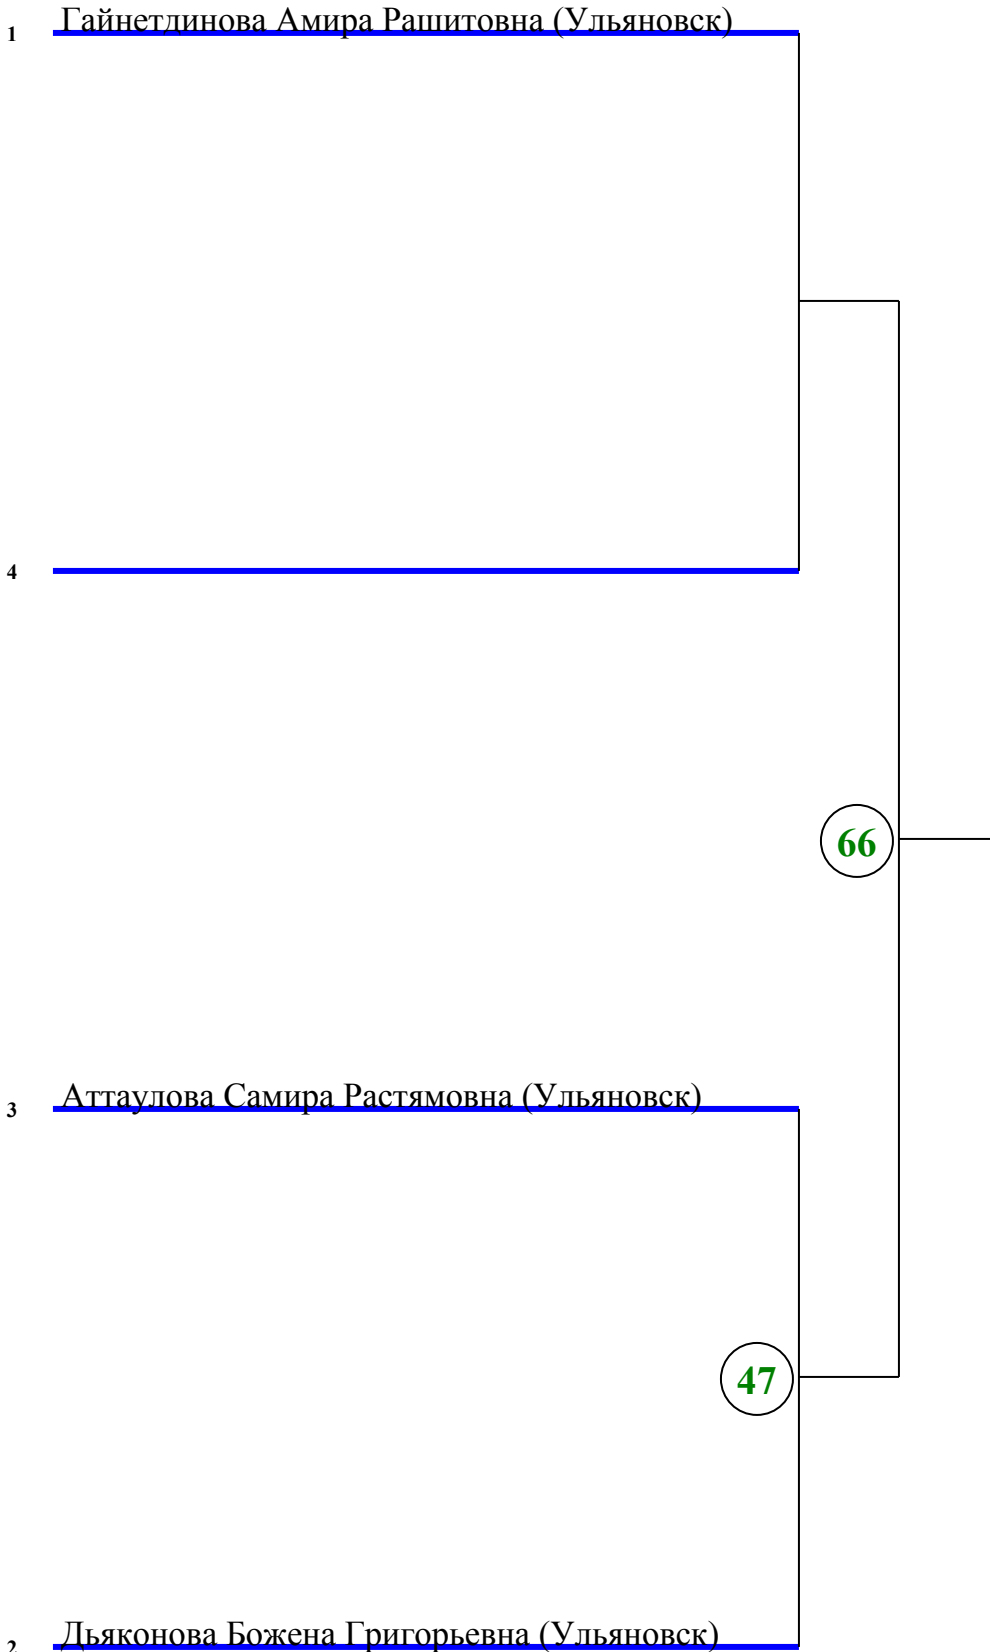 1 Гайнетдинова Амира Рашитовна (Ульяновск)
4
66
3 Аттаулова Самира Растямовна (Ульяновск)
47
2 Дьяконова Божена Григорьевна (Ульяновск)